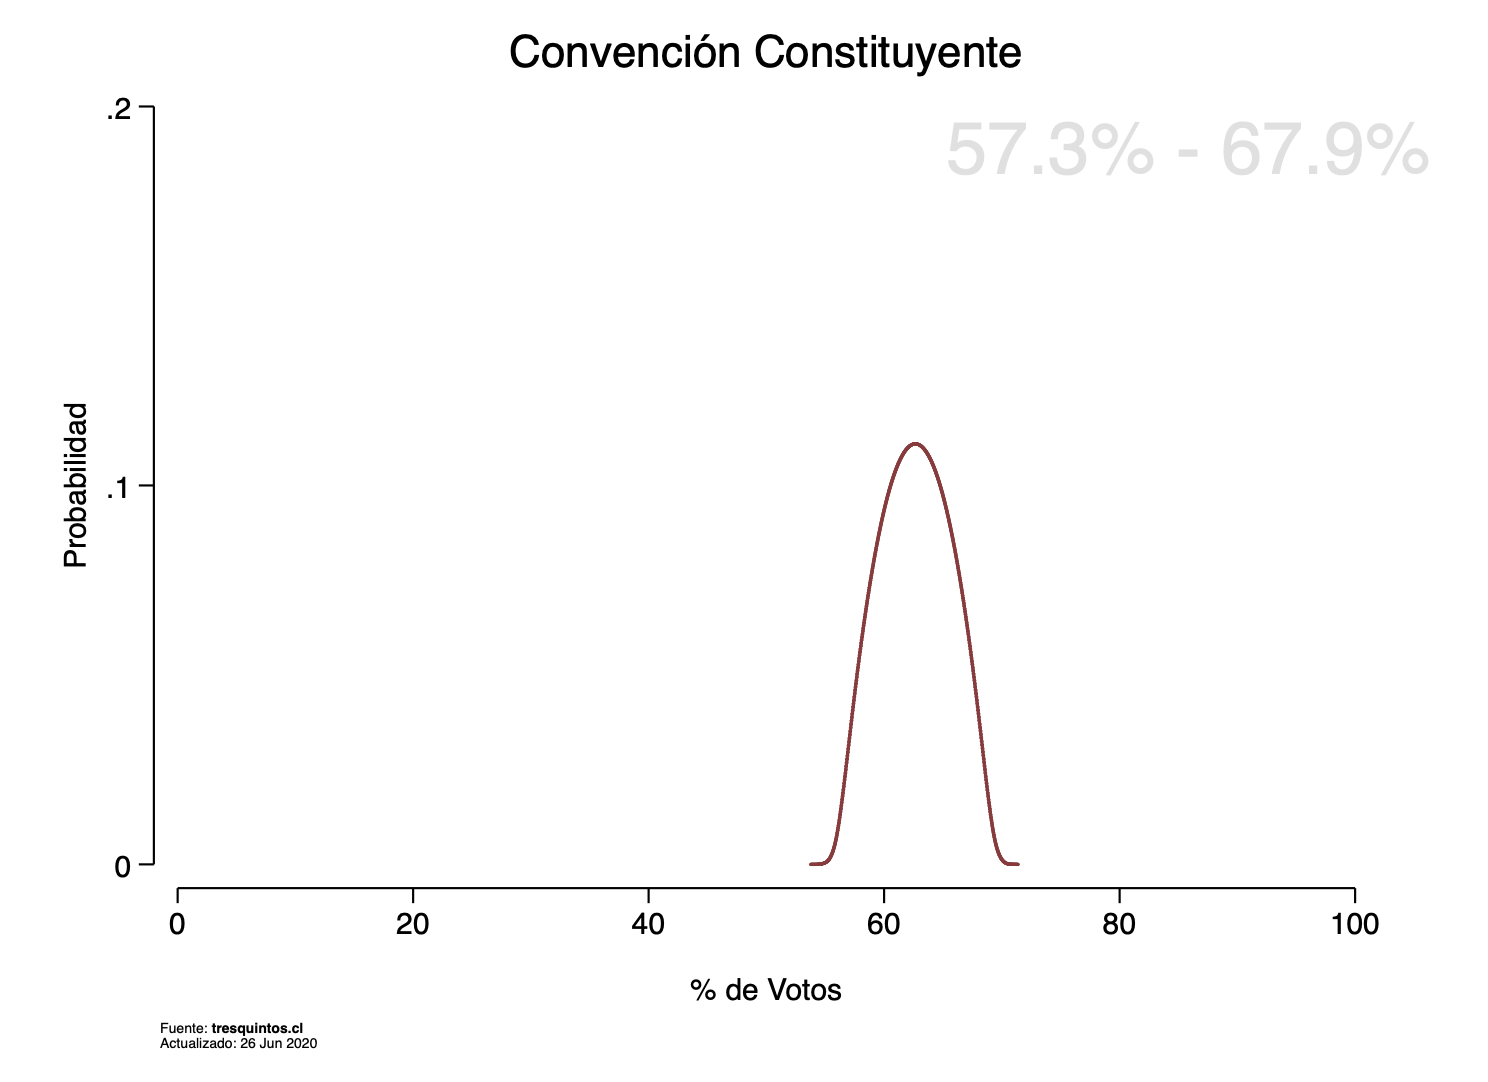 Convención Constituyente
57.3% - 67.9%
.2
.1
0
Probabilidad
0 20 40 60 80 100
% de Votos
Fuente: tresquintos.cl
Actualizado: 26 Jun 2020